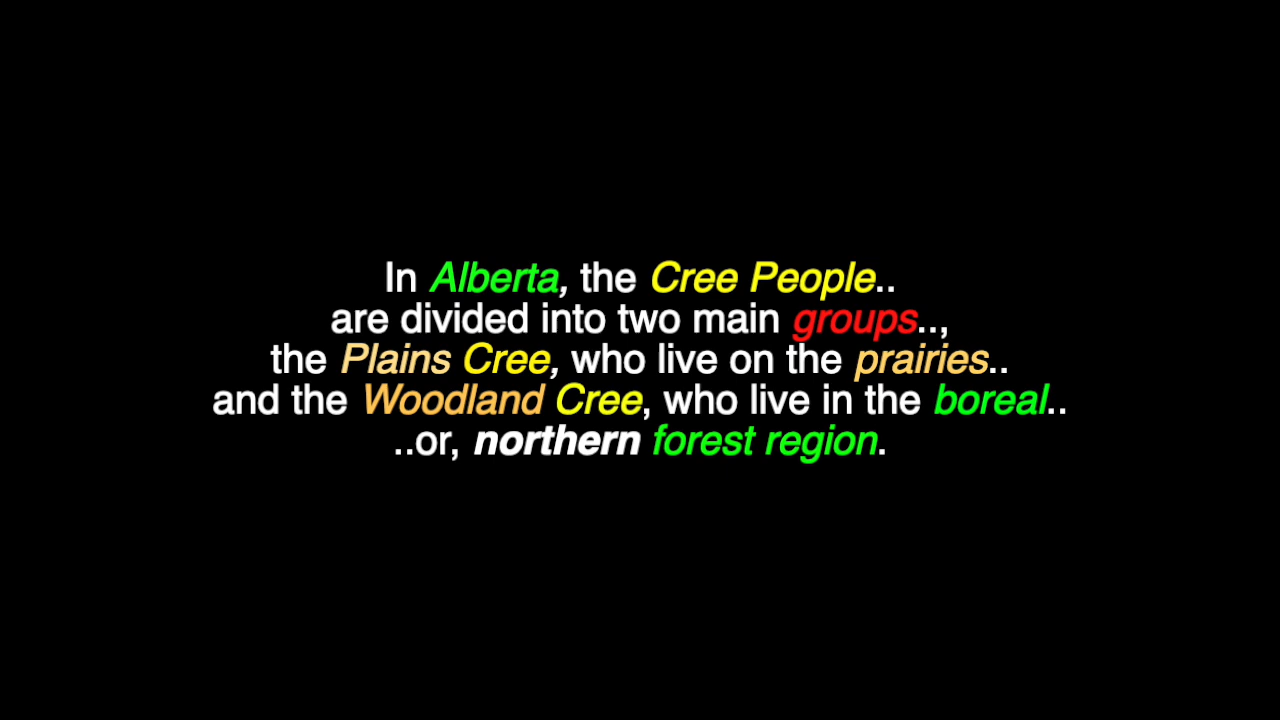 In Alberta, the Cree People..
are divided into two main groups..,
the Plains Cree, who live on the prairies..
and the Woodland Cree, who live in the boreal..
..or, northern forest region.